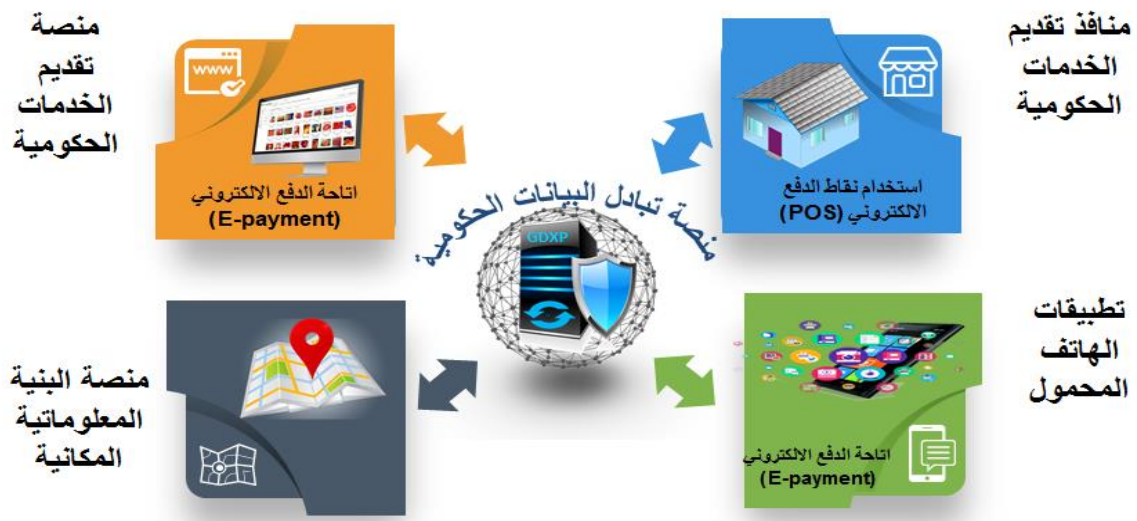 منافذ تقديم
الخدمات
الحكومية
استخدام نقاط الدفع
الالكتروني (POS)
منصة
تقديم
الخدمات
الحكومية
www
اتاحة الدفع الالكتروني
(E-payment)
منصة تبادل البيانات الحكومية
GDXP
تطبيقات
الهاتف
المحمول
اتاحة الدفع الالكتروني
(E-payment)
منصة البنية
المعلوماتية
المكانية